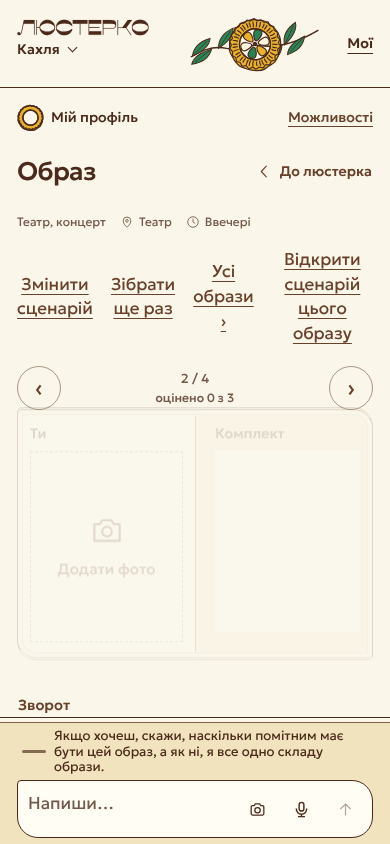 ЛЮСТЕРКО
Кахля
Мої
Мій профіль
Можливості
Образ
До люстерка
Театр, концерт
Театр
Ввечері
Змінити
сценарій
Зібрати
ще раз
Усі
образи
›
Відкрити
сценарій
цього
образу
‹
2 / 4
оцінено 0 з 3
›
Ти
Комплект
Додати фото
Зворот
Якщо хочеш, скажи, наскільки помітним має
бути цей образ, а як ні, я все одно складу
образи.
Напиши…